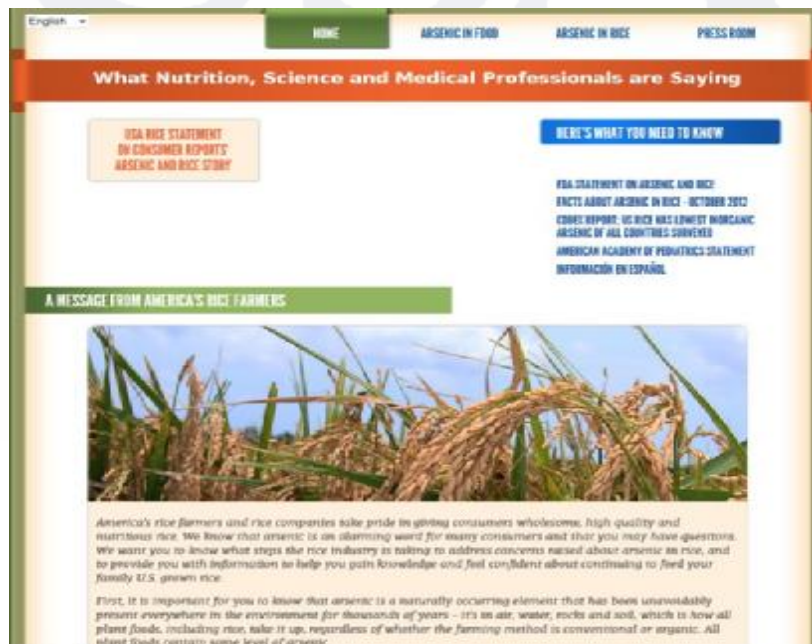 English
HOME
ARSENIC IN FOOD
ARSENIC IN RICE
PRESS ROOM
What Nutrition, Science and Medical Professionals are Saying
USA RICE STATEMENT
ON CONSUMER REPORTS'
ARSENIC AND RICE STORY
HERE'S WHAT YOU NEED TO KNOW
FDA STATEMENT ON ARSENIC AND RICE
FACTS ABOUT ARSENIC IN RICE - OCTOBER 2012
CODEX REPORT: US RICE HAS LOWEST INORGANIC
ARSENIC OF ALL COUNTRIES SURVEYED
AMERICAN ACADEMY OF PEDIATRICS STATEMENT
INFORMACIÓN EN ESPAÑOL
A MESSAGE FROM AMERICA'S RICE FARMERS
America's rice farmers and rice companies take pride in giving consumers wholesome, high quality and
nutritious rice. We know that arsenic is an alarming word for many consumers and that you may have questions.
We want you to know what steps the rice industry is taking to address concerns raised about arsenic in rice, and
to provide you with information to help you gain knowledge and feel confident about continuing to feed your
family U.S. grown rice.
First, it is important for you to know that arsenic is a naturally occurring element that has been unavoidably
present everywhere in the environment for thousands of years – it's in air, water, rocks and soil, which is how all
plant foods, including rice, take it up, regardless of whether the farming method is conventional or organic. All
plant foods contain some level of arsenic